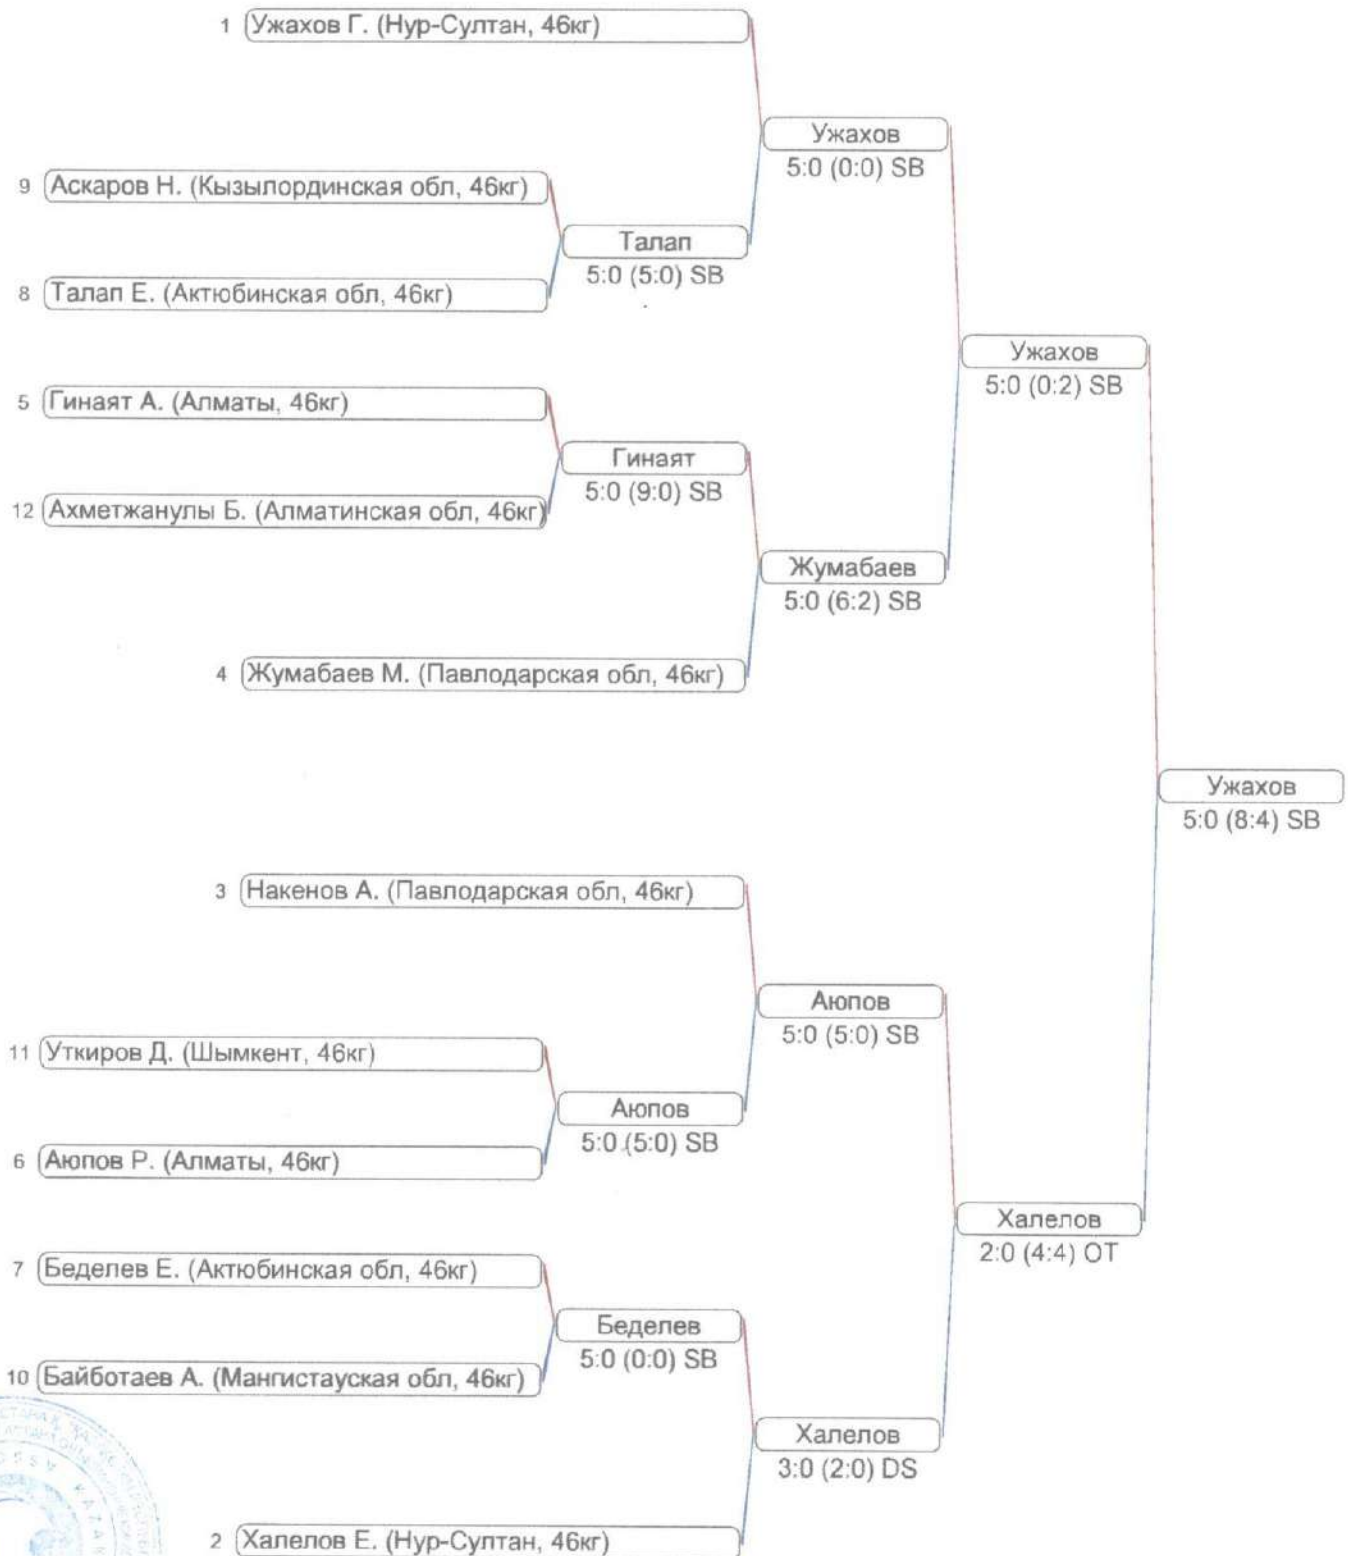 1 Ужахов Г. (Нур-Султан, 46кг)
Ужахов
5:0 (0:0) SB
9 Аскаров Н. (Кызылординская обл, 46кг)
Талап
5:0 (5:0) SB
8 Талап Е. (Актюбинская обл, 46кг)
Ужахов
5:0 (0:2) SB
5 Гинаят А. (Алматы, 46кг)
Гинаят
5:0 (9:0) SB
12 Ахметжанулы Б. (Алматинская обл, 46кг)
Жумабаев
5:0 (6:2) SB
4 Жумабаев М. (Павлодарская обл, 46кг)
Ужахов
5:0 (8:4) SB
3 Накенов А. (Павлодарская обл, 46кг)
Аюпов
5:0 (5:0) SB
11 Уткиров Д. (Шымкент, 46кг)
Аюпов
5:0 (5:0) SB
6 Аюпов Р. (Алматы, 46кг)
Халелов
2:0 (4:4) OT
7 Беделев Е. (Актюбинская обл, 46кг)
Беделев
5:0 (0:0) SB
10 Байботаев А. (Мангистауская обл, 46кг)
Халелов
3:0 (2:0) DS
2 Халелов Е. (Нур-Султан, 46кг)